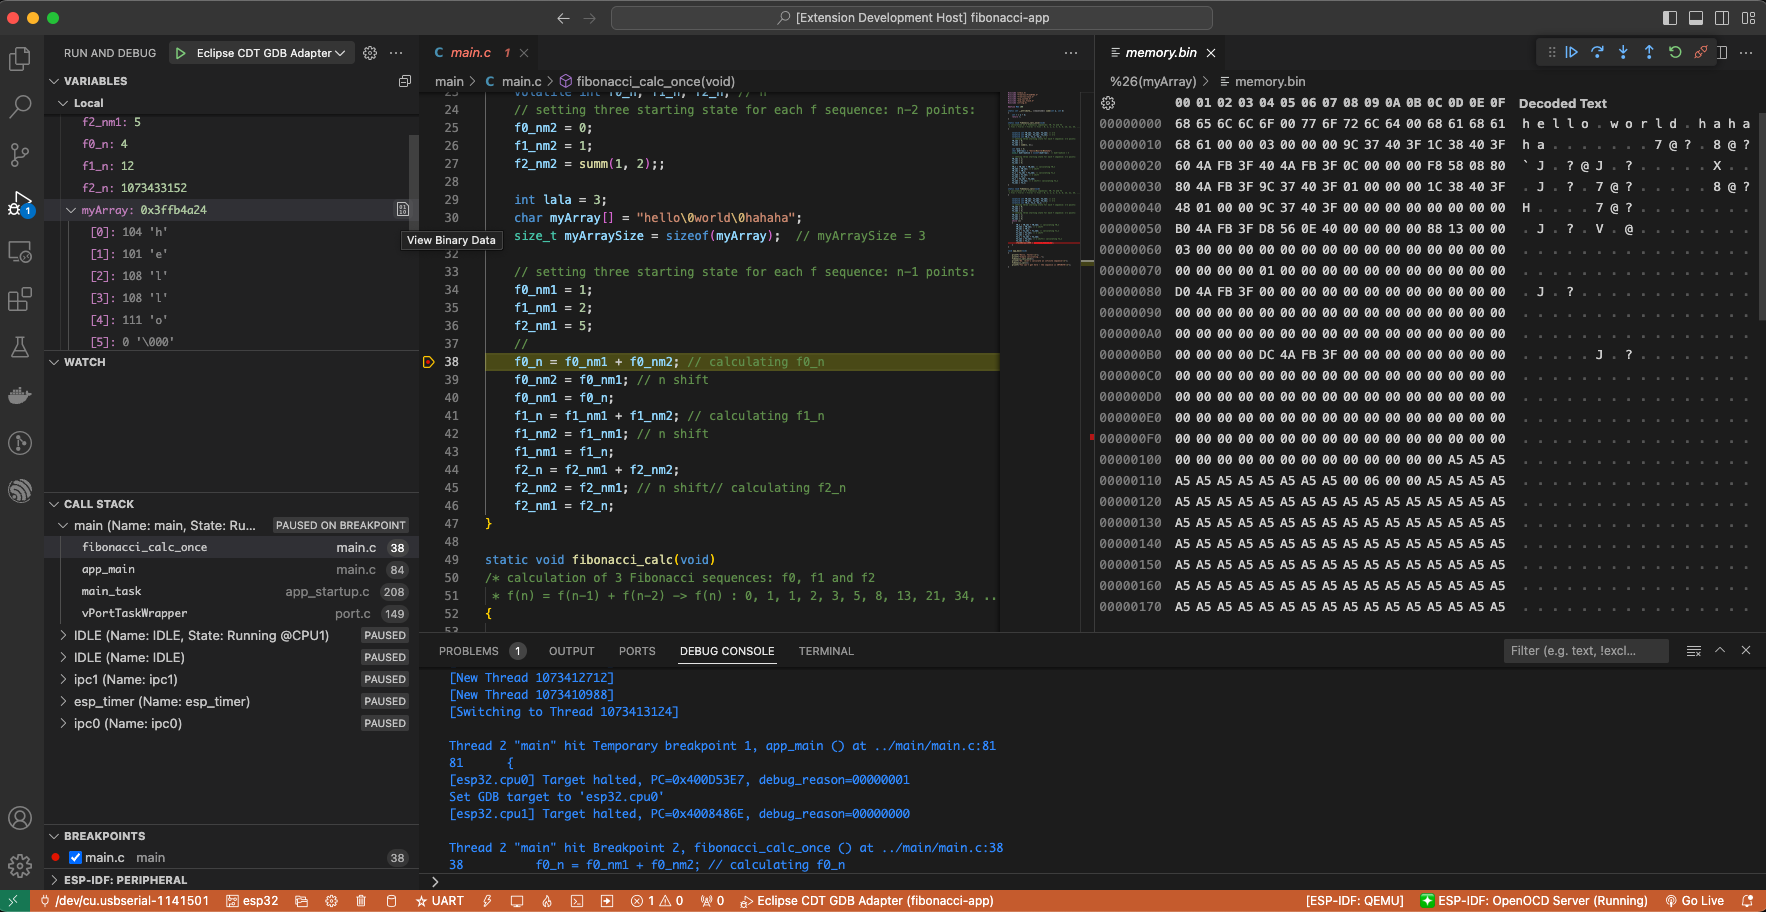 [Extension Development Host] fibonacci-app
RUN AND DEBUG
Eclipse CDT GDB Adapter
VARIABLES
Local
f2_nm1: 5
f0_n: 4
f1_n: 12
f2_n: 1073433152
myArray: 0x3ffb4a24
[0]: 104 'h'
[1]: 101 'e'
[2]: 108 'l'
[3]: 108 'l'
[4]: 111 'o'
[5]: 0 '\000'
View Binary Data
WATCH
CALL STACK
main (Name: main, State: Ru... PAUSED ON BREAKPOINT
fibonacci_calc_once main.c 38
app_main main.c 84
main_task app_startup.c 208
vPortTaskWrapper port.c 149
IDLE (Name: IDLE, State: Running @CPU1) PAUSED
IDLE (Name: IDLE) PAUSED
ipc1 (Name: ipc1) PAUSED
esp_timer (Name: esp_timer) PAUSED
ipc0 (Name: ipc0) PAUSED
BREAKPOINTS
main.c main 38
ESP-IDF: PERIPHERAL
C main.c 1
main > C main.c > fibonacci_calc_once(void)
23 volatile int f0_n, f1_n, f2_n; // n
24 // setting three starting state for each f sequence: n-2 points:
25 f0_nm2 = 0;
26 f1_nm2 = 1;
27 f2_nm2 = summ(1, 2);;
28
29 int lala = 3;
30 char myArray[] = "hello\0world\0hahaha";
31 size_t myArraySize = sizeof(myArray); // myArraySize = 3
32
33 // setting three starting state for each f sequence: n-1 points:
34 f0_nm1 = 1;
35 f1_nm1 = 2;
36 f2_nm1 = 5;
37 //
38 f0_n = f0_nm1 + f0_nm2; // calculating f0_n
39 f0_nm2 = f0_nm1; // n shift
40 f0_nm1 = f0_n;
41 f1_n = f1_nm1 + f1_nm2; // calculating f1_n
42 f1_nm2 = f1_nm1; // n shift
43 f1_nm1 = f1_n;
44 f2_n = f2_nm1 + f2_nm2;
45 f2_nm2 = f2_nm1; // n shift// calculating f2_n
46 f2_nm1 = f2_n;
47 }
48
49 static void fibonacci_calc(void)
50 /* calculation of 3 Fibonacci sequences: f0, f1 and f2
51 * f(n) = f(n-1) + f(n-2) -> f(n) : 0, 1, 1, 2, 3, 5, 8, 13, 21, 34, ..
52 {
53
memory.bin
%26(myArray) > memory.bin
00 01 02 03 04 05 06 07 08 09 0A 0B 0C 0D 0E 0F Decoded Text
00000000 68 65 6C 6C 6F 00 77 6F 72 6C 64 00 68 61 68 61 h e l l o . w o r l d . h a h a
00000010 68 61 00 00 03 00 00 00 9C 37 40 3F 1C 38 40 3F h a . . . . . . . 7 @ ? . 8 @ ?
00000020 60 4A FB 3F 40 4A FB 3F 0C 00 00 00 F8 58 08 80 ` J . ? @ J . ? . . . . . X . .
00000030 80 4A FB 3F 9C 37 40 3F 01 00 00 00 1C 38 40 3F . J . ? . 7 @ ? . . . . . 8 @ ?
00000040 48 01 00 00 9C 37 40 3F 00 00 00 00 00 00 00 00 H . . . . 7 @ ? . . . . . . . .
00000050 B0 4A FB 3F D8 56 0E 40 00 00 00 00 88 13 00 00 . J . ? . V . @ . . . . . . . .
00000060 03 00 00 00 00 00 00 00 00 00 00 00 00 00 00 00 . . . . . . . . . . . . . . . .
00000070 00 00 00 00 01 00 00 00 00 00 00 00 00 00 00 00 . . . . . . . . . . . . . . . .
00000080 D0 4A FB 3F 00 00 00 00 00 00 00 00 00 00 00 00 . J . ? . . . . . . . . . . . .
00000090 00 00 00 00 00 00 00 00 00 00 00 00 00 00 00 00 . . . . . . . . . . . . . . . .
000000A0 00 00 00 00 00 00 00 00 00 00 00 00 00 00 00 00 . . . . . . . . . . . . . . . .
000000B0 00 00 00 00 DC 4A FB 3F 00 00 00 00 00 00 00 00 . . . . . J . ? . . . . . . . .
000000C0 00 00 00 00 00 00 00 00 00 00 00 00 00 00 00 00 . . . . . . . . . . . . . . . .
000000D0 00 00 00 00 00 00 00 00 00 00 00 00 00 00 00 00 . . . . . . . . . . . . . . . .
000000E0 00 00 00 00 00 00 00 00 00 00 00 00 00 00 00 00 . . . . . . . . . . . . . . . .
000000F0 00 00 00 00 00 00 00 00 00 00 00 00 00 00 00 00 . . . . . . . . . . . . . . . .
00000100 00 00 00 00 00 00 00 00 00 00 00 00 00 A5 A5 A5 . . . . . . . . . . . . . . . .
00000110 A5 A5 A5 A5 A5 A5 A5 A5 00 06 00 00 A5 A5 A5 A5 . . . . . . . . . . . . . . . .
00000120 A5 A5 A5 A5 A5 A5 A5 A5 A5 A5 A5 A5 A5 A5 A5 A5 . . . . . . . . . . . . . . . .
00000130 A5 A5 A5 A5 A5 A5 A5 A5 A5 A5 A5 A5 A5 A5 A5 A5 . . . . . . . . . . . . . . . .
00000140 A5 A5 A5 A5 A5 A5 A5 A5 A5 A5 A5 A5 A5 A5 A5 A5 . . . . . . . . . . . . . . . .
00000150 A5 A5 A5 A5 A5 A5 A5 A5 A5 A5 A5 A5 A5 A5 A5 A5 . . . . . . . . . . . . . . . .
00000160 A5 A5 A5 A5 A5 A5 A5 A5 A5 A5 A5 A5 A5 A5 A5 A5 . . . . . . . . . . . . . . . .
00000170 A5 A5 A5 A5 A5 A5 A5 A5 A5 A5 A5 A5 A5 A5 A5 A5 . . . . . . . . . . . . . . . .
PROBLEMS 1 OUTPUT PORTS DEBUG CONSOLE TERMINAL Filter (e.g. text, !excl...
[New Thread 1073412712]
[New Thread 1073410988]
[Switching to Thread 1073413124]
Thread 2 "main" hit Temporary breakpoint 1, app_main () at ../main/main.c:81
81 {
[esp32.cpu0] Target halted, PC=0x400D53E7, debug_reason=00000001
Set GDB target to 'esp32.cpu0'
[esp32.cpu1] Target halted, PC=0x4008486E, debug_reason=00000000
Thread 2 "main" hit Breakpoint 2, fibonacci_calc_once () at ../main/main.c:38
38 f0_n = f0_nm1 + f0_nm2; // calculating f0_n
>
/dev/cu.usbserial-1141501 esp32 UART 1 0 0 Eclipse CDT GDB Adapter (fibonacci-app) [ESP-IDF: QEMU] ESP-IDF: OpenOCD Server (Running) Go Live